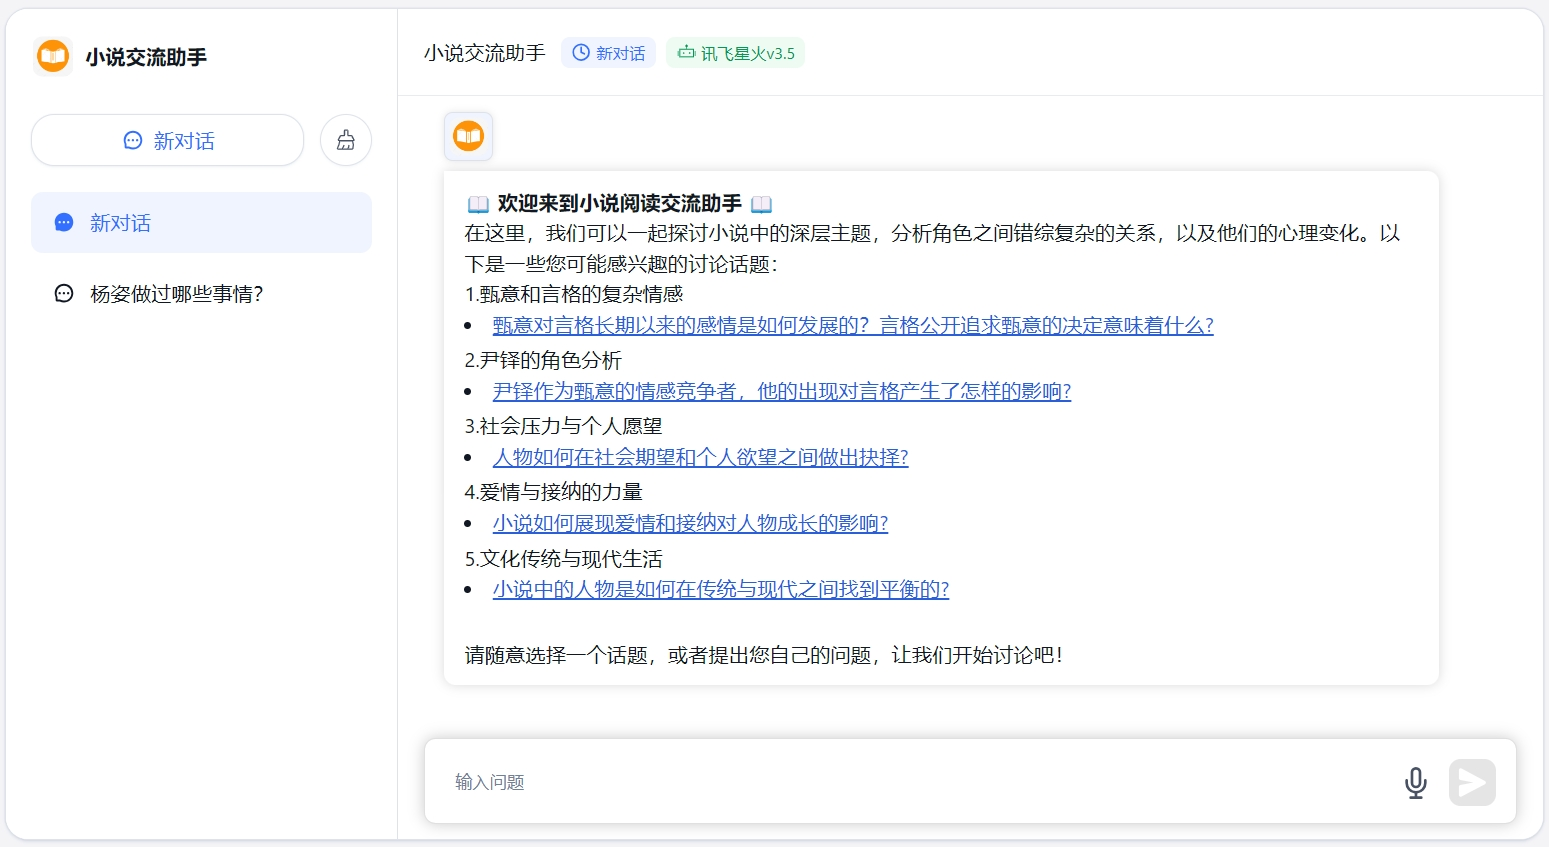 小说交流助手
新对话
新对话
杨姿做过哪些事情?
小说交流助手 新对话 讯飞星火v3.5
📖 欢迎来到小说阅读交流助手 📖
在这里，我们可以一起探讨小说中的深层主题，分析角色之间错综复杂的关系，以及他们的心理变化。以
下是一些您可能感兴趣的讨论话题：
1.甄意和言格的复杂情感
• 甄意对言格长期以来的感情是如何发展的？言格公开追求甄意的决定意味着什么?
2.尹铎的角色分析
• 尹铎作为甄意的情感竞争者，他的出现对言格产生了怎样的影响?
3.社会压力与个人愿望
• 人物如何在社会期望和个人欲望之间做出抉择?
4.爱情与接纳的力量
• 小说如何展现爱情和接纳对人物成长的影响?
5.文化传统与现代生活
• 小说中的人物是如何在传统与现代之间找到平衡的?
请随意选择一个话题，或者提出您自己的问题，让我们开始讨论吧！
输入问题